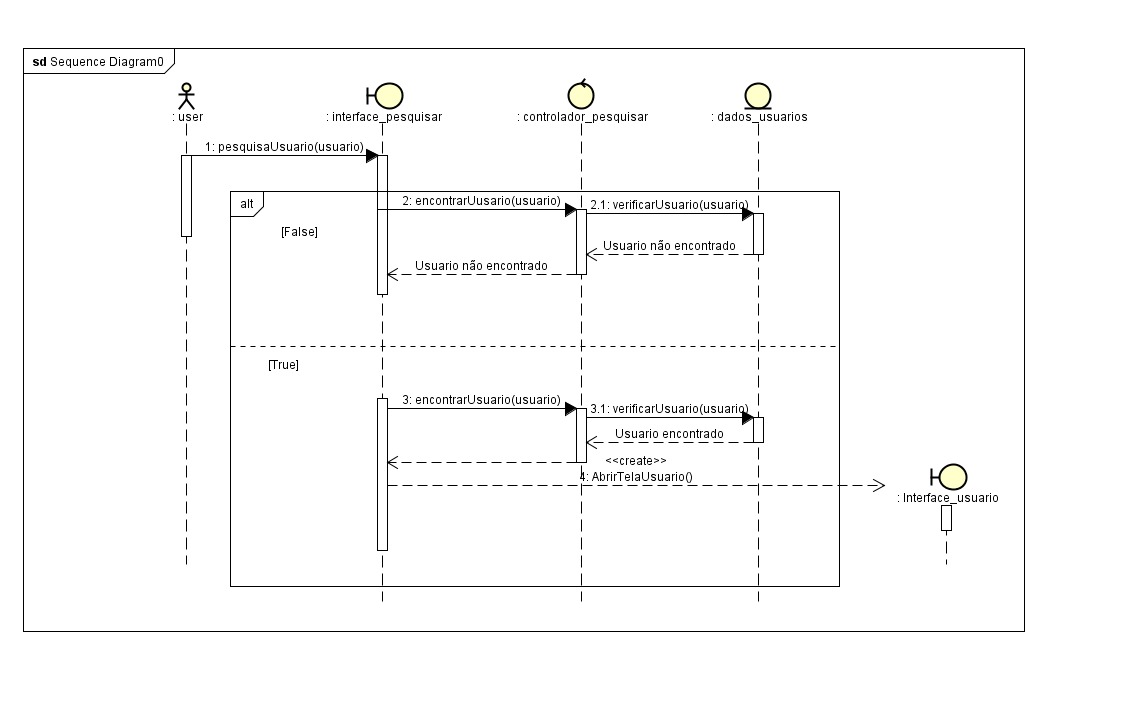 sd Sequence Diagram0
: user
: interface_pesquisar
: controlador_pesquisar
: dados_usuarios
1: pesquisaUsuario(usuario)
alt
2: encontrarUusario(usuario)
2.1: verificarUsuario(usuario)
[False]
Usuario não encontrado
Usuario não encontrado
[True]
3: encontrarUsuario(usuario)
3.1: verificarUsuario(usuario)
Usuario encontrado
<<create>>
4: AbrirTelaUsuario()
: Interface_usuario